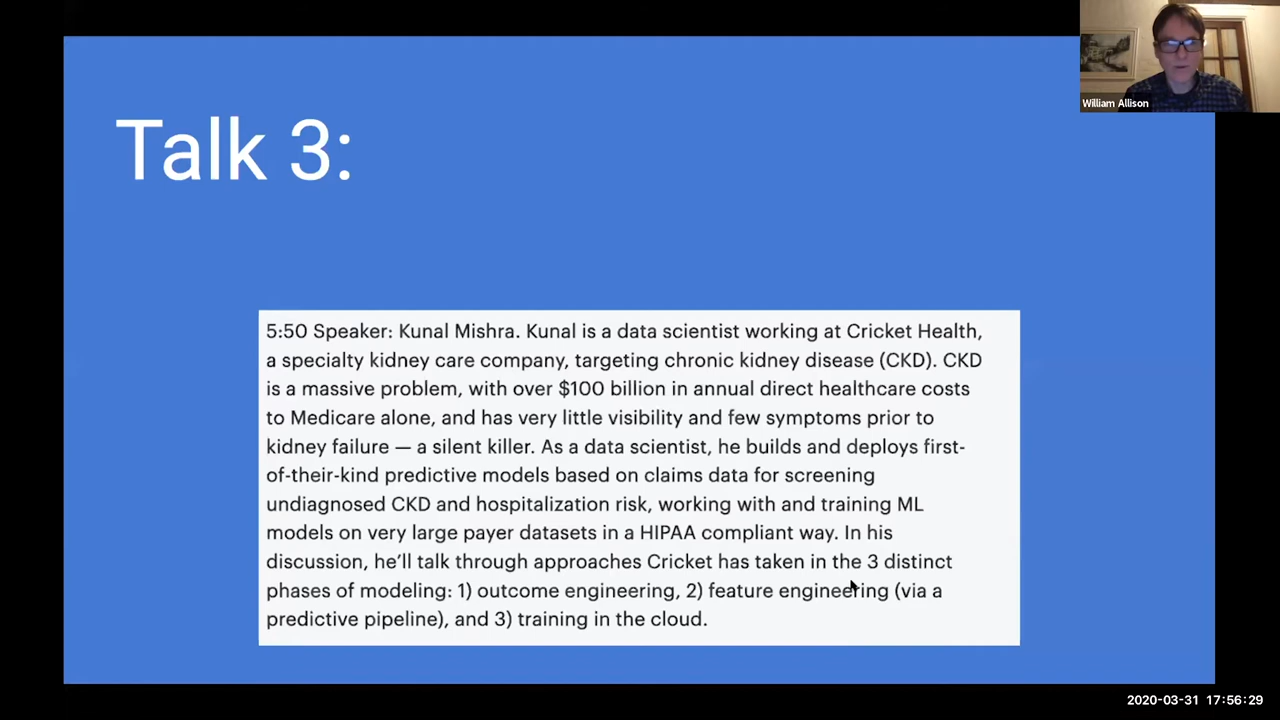 William Allison
Talk 3:
5:50 Speaker: Kunal Mishra. Kunal is a data scientist working at Cricket Health,
a specialty kidney care company, targeting chronic kidney disease (CKD). CKD
is a massive problem, with over $100 billion in annual direct healthcare costs
to Medicare alone, and has very little visibility and few symptoms prior to
kidney failure — a silent killer. As a data scientist, he builds and deploys first-
of-their-kind predictive models based on claims data for screening
undiagnosed CKD and hospitalization risk, working with and training ML
models on very large payer datasets in a HIPAA compliant way. In his
discussion, he’ll talk through approaches Cricket has taken in the 3 distinct
phases of modeling: 1) outcome engineering, 2) feature engineering (via a
predictive pipeline), and 3) training in the cloud.
2020-03-31 17:56:29